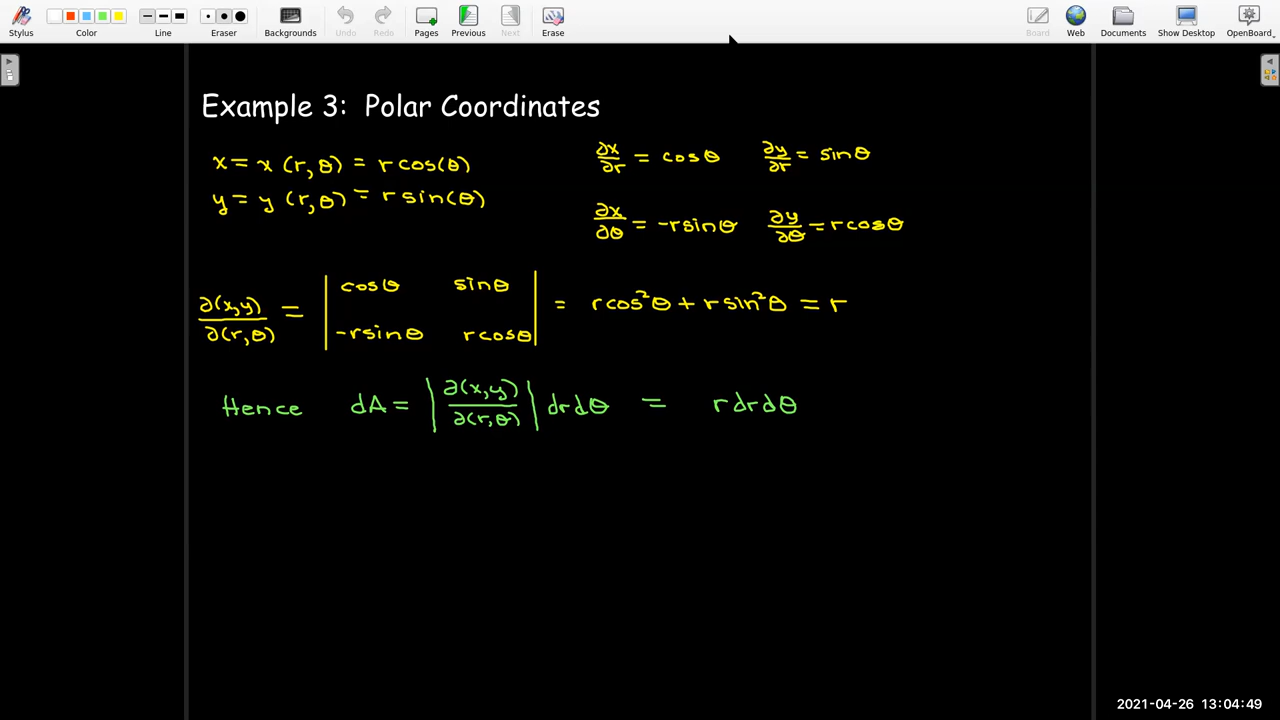 Stylus Color Line Eraser Backgrounds Undo Redo Pages Previous Next Erase Board Web Documents Show Desktop OpenBoard
Example 3: Polar Coordinates
x = x (r, θ) = r cos(θ)
y = y (r, θ) = r sin(θ)
∂x/∂r = cosθ ∂y/∂r = sinθ
∂x/∂θ = -rsinθ ∂y/∂θ = rcosθ
∂(x,y)/∂(r,θ) = | cosθ sinθ | = rcos²θ + r sin²θ = r
| -rsinθ rcosθ |
Hence dA = | ∂(x,y)/∂(r,θ) | drdθ = rdrdθ
2021-04-26 13:04:49